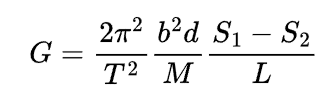 G = \frac{2\pi^2}{T^2} \frac{b^2 d}{M} \frac{S_1 - S_2}{L}